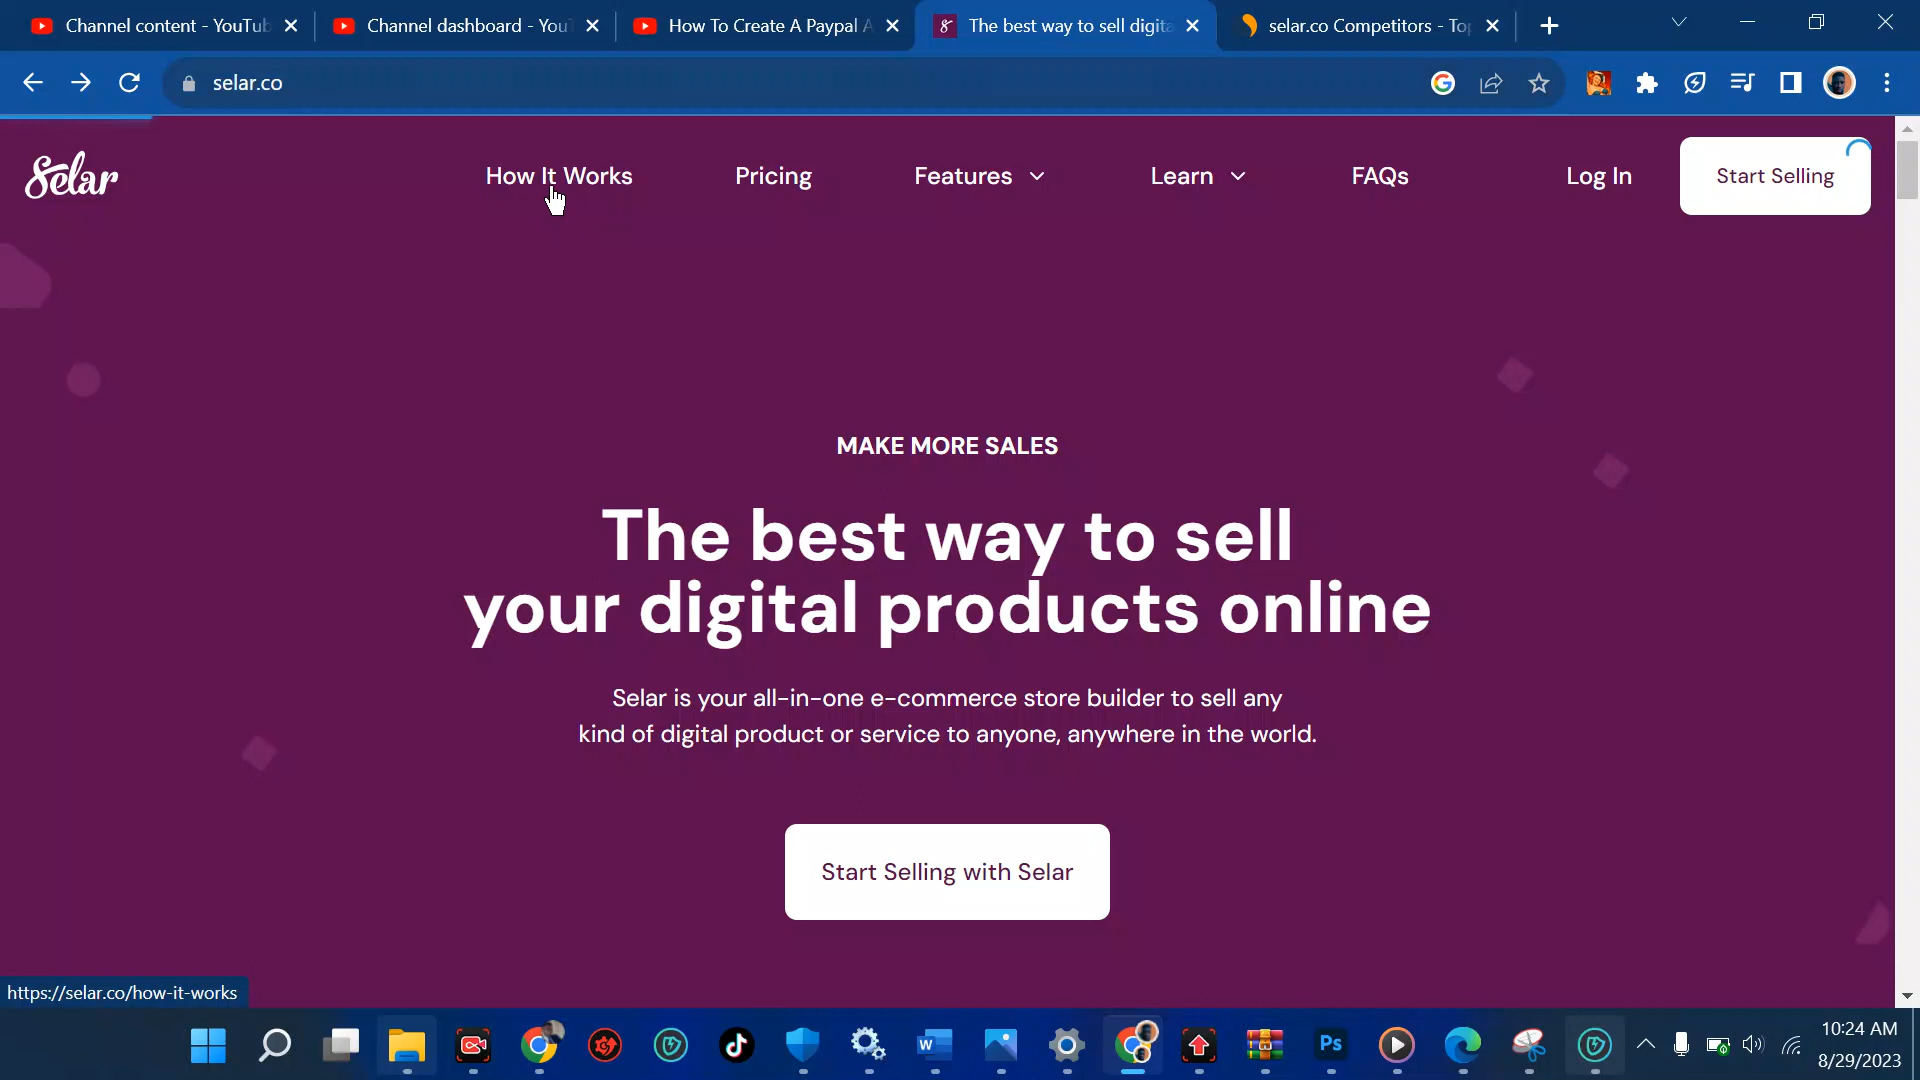 Channel content - YouTub
Channel dashboard - You
How To Create A Paypal A
The best way to sell digita
selar.co Competitors - To
selar.co
Selar
How It Works
Pricing
Features
Learn
FAQs
Log In
Start Selling
MAKE MORE SALES
The best way to sell
your digital products online
Selar is your all-in-one e-commerce store builder to sell any
kind of digital product or service to anyone, anywhere in the world.
Start Selling with Selar
https://selar.co/how-it-works
Ps
10:24 AM
8/29/2023